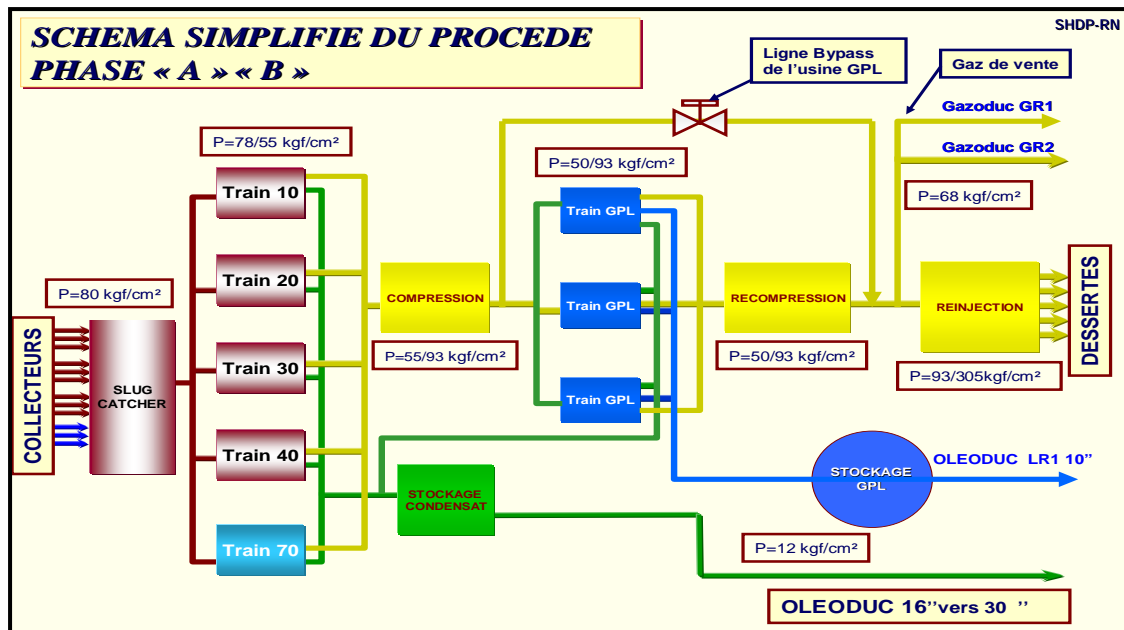 SCHEMA SIMPLIFIE DU PROCEDE
PHASE « A » « B »
SHDP-RN
Ligne Bypass
de l'usine GPL
Gaz de vente
Gazoduc GR1
Gazoduc GR2
P=78/55 kgf/cm²
P=50/93 kgf/cm²
P=68 kgf/cm²
Train 10
Train GPL
Train 20
COMPRESSION
Train GPL
RECOMPRESSION
REINJECTION
DESSERTES
P=80 kgf/cm²
COLLECTEURS
SLUG
CATCHER
Train 30
P=55/93 kgf/cm²
P=50/93 kgf/cm²
P=93/305kgf/cm²
Train GPL
Train 40
STOCKAGE
CONDENSAT
STOCKAGE
GPL
OLEODUC LR1 10’’
Train 70
P=12 kgf/cm²
OLEODUC 16’’vers 30 ’’